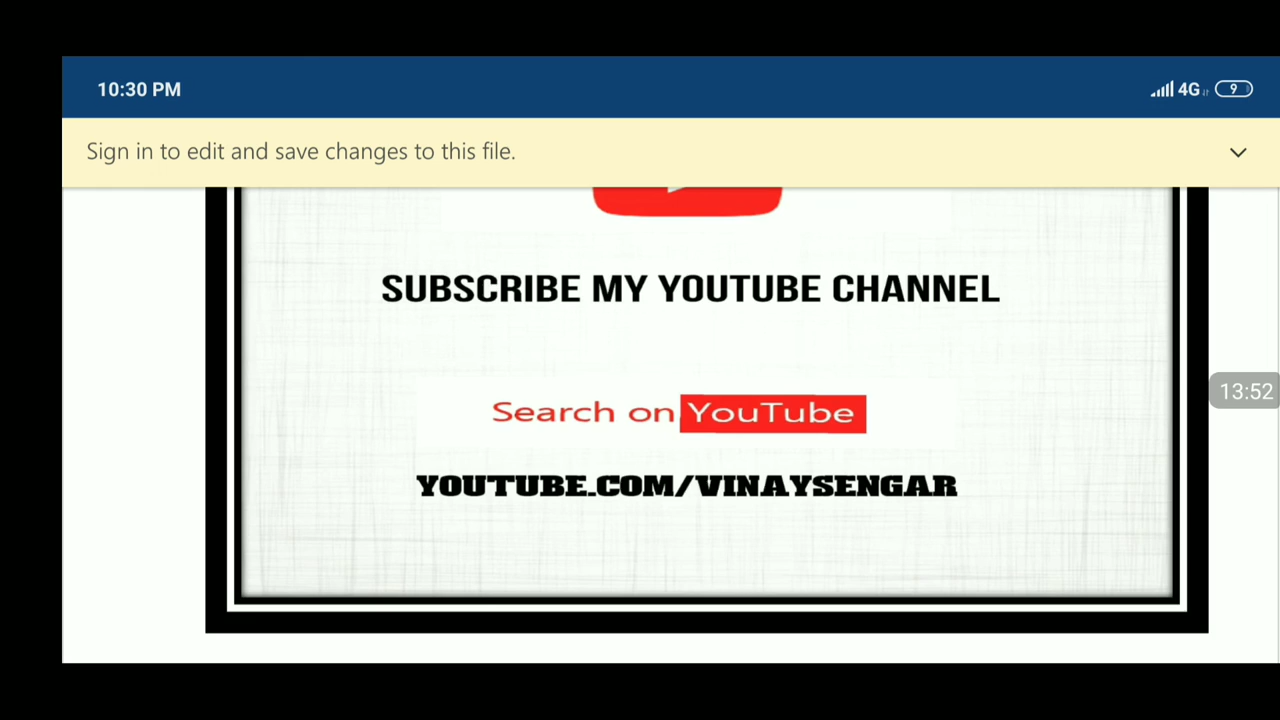 10:30 PM
4G
9
Sign in to edit and save changes to this file.
SUBSCRIBE MY YOUTUBE CHANNEL
13:52
Search on YouTube
YOUTUBE.COM/VINAYSENGAR